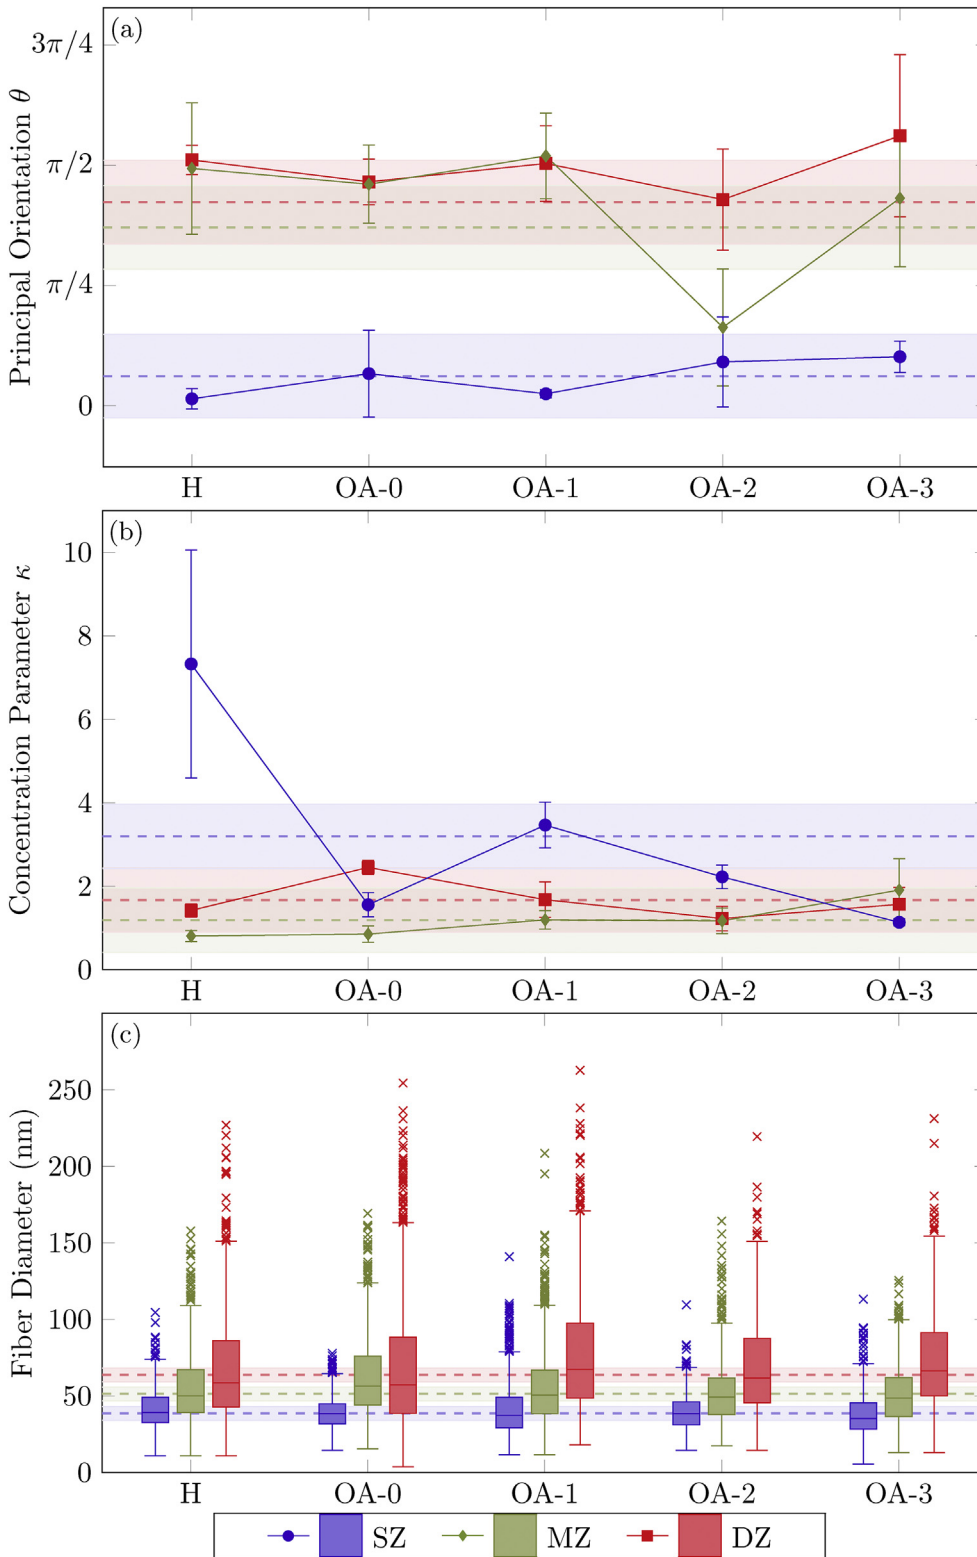 (a)
Principal Orientation θ
3π/4
π/2
π/4
0
H OA-0 OA-1 OA-2 OA-3
(b)
Concentration Parameter κ
10
8
6
4
2
0
H OA-0 OA-1 OA-2 OA-3
(c)
Fiber Diameter (nm)
250
200
150
100
50
0
H OA-0 OA-1 OA-2 OA-3
SZ MZ DZ